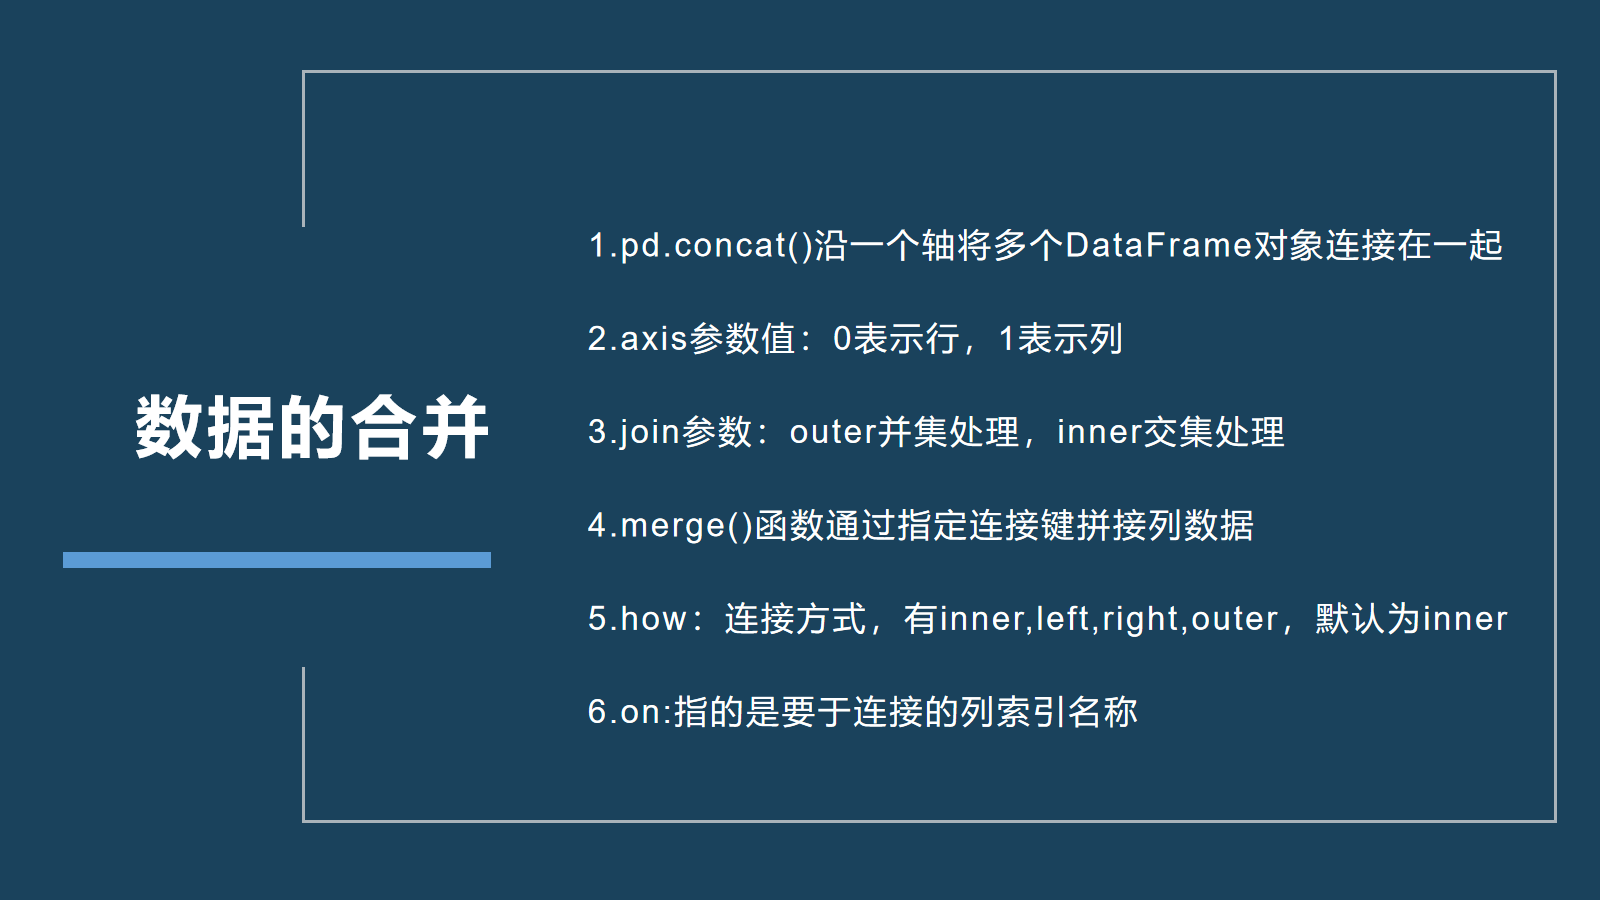 数据的合并
1.pd.concat()沿一个轴将多个DataFrame对象连接在一起
2.axis参数值：0表示行，1表示列
3.join参数：outer并集处理，inner交集处理
4.merge()函数通过指定连接键拼接列数据
5.how：连接方式，有inner,left,right,outer，默认为inner
6.on:指的是要于连接的列索引名称